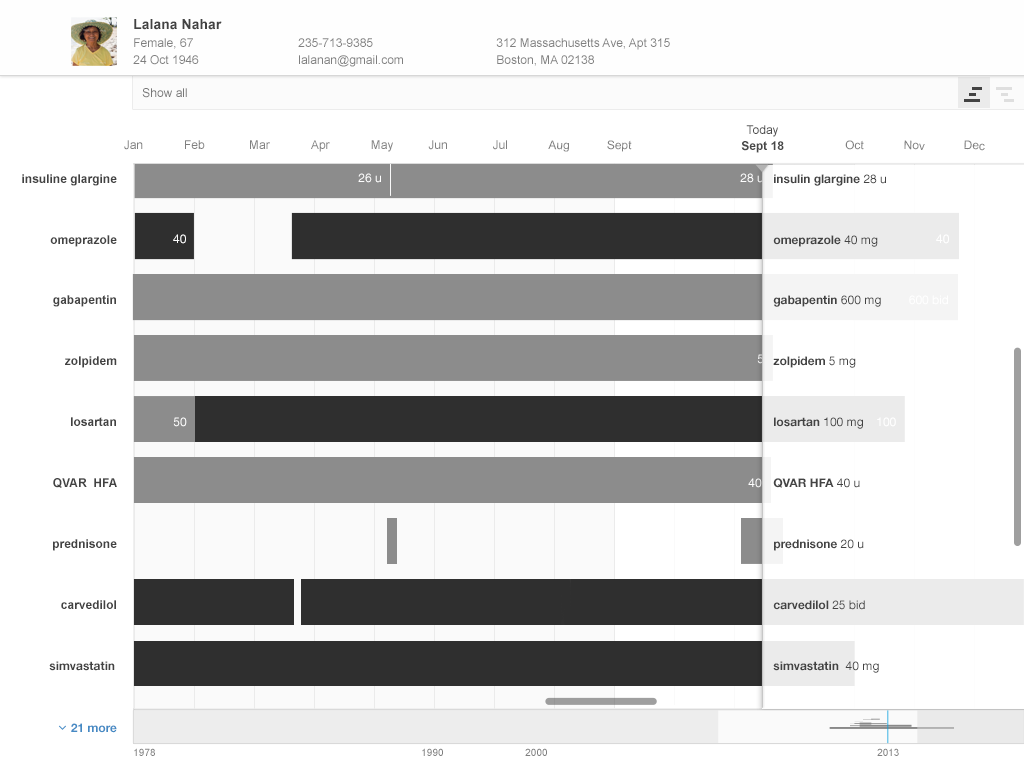 Lalana Nahar
Female, 67 235-713-9385 312 Massachusetts Ave, Apt 315
24 Oct 1946 lalanan@gmail.com Boston, MA 02138
Show all
Today
Jan Feb Mar Apr May Jun Jul Aug Sept Sept 18 Oct Nov Dec
insuline glargine 26 u 28 u insulin glargine 28 u
omeprazole 40 omeprazole 40 mg 40
gabapentin gabapentin 600 mg 600 bid
zolpidem 5 zolpidem 5 mg
losartan 50 losartan 100 mg 100
QVAR HFA 40 QVAR HFA 40 u
prednisone prednisone 20 u
carvedilol carvedilol 25 bid
simvastatin simvastatin 40 mg
21 more
1978 1990 2000 2013